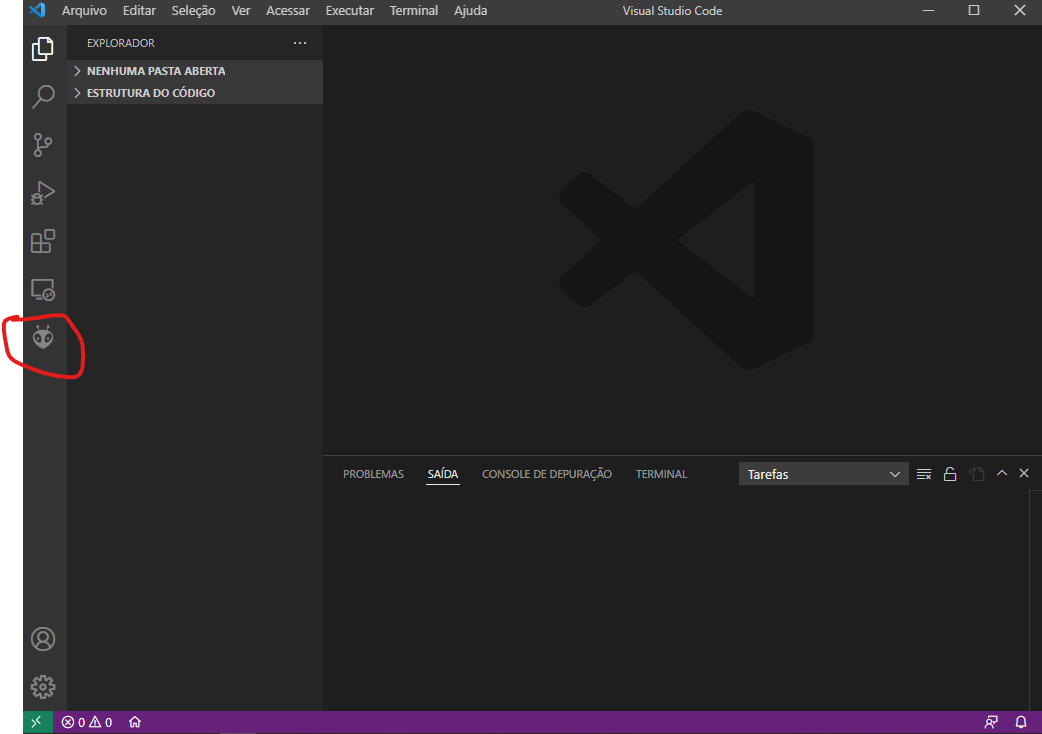 Arquivo Editar Seleção Ver Acessar Executar Terminal Ajuda Visual Studio Code
EXPLORADOR
NENHUMA PASTA ABERTA
ESTRUTURA DO CÓDIGO
PROBLEMAS SAÍDA CONSOLE DE DEPURAÇÃO TERMINAL Tarefas
0 0